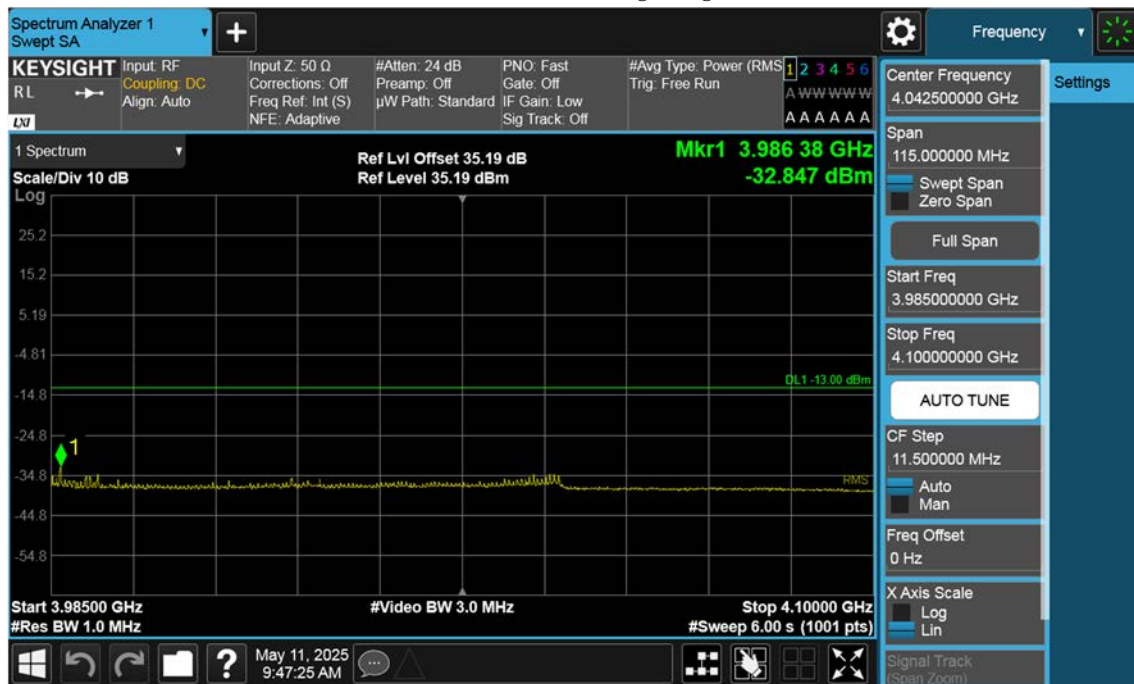 Spectrum Analyzer 1
Swept SA
+
Frequency
KEYSIGHT
RL
LXI
Input: RF
Coupling: DC
Align: Auto
Input Z: 50 Ω
Corrections: Off
Freq Ref: Int (S)
NFE: Adaptive
#Atten: 24 dB
Preamp: Off
µW Path: Standard
PNO: Fast
Gate: Off
IF Gain: Low
Sig Track: Off
#Avg Type: Power (RMS
Trig: Free Run
1 2 3 4 5 6
A W W W W W
A A A A A A
Center Frequency
4.042500000 GHz
Settings
Span
115.000000 MHz
Swept Span
Zero Span
Full Span
Start Freq
3.985000000 GHz
Stop Freq
4.100000000 GHz
AUTO TUNE
CF Step
11.500000 MHz
Auto
Man
Freq Offset
0 Hz
X Axis Scale
Log
Lin
Signal Track
(Span Zoom)
1 Spectrum
Scale/Div 10 dB
Ref Lvl Offset 35.19 dB
Ref Level 35.19 dBm
Mkr1 3.986 38 GHz
-32.847 dBm
Log
25.2
15.2
5.19
-4.81
DL1 -13.00 dBm
-14.8
-24.8
1
-34.8
RMS
-44.8
-54.8
Start 3.98500 GHz
#Res BW 1.0 MHz
#Video BW 3.0 MHz
Stop 4.10000 GHz
#Sweep 6.00 s (1001 pts)
?
May 11, 2025
9:47:25 AM